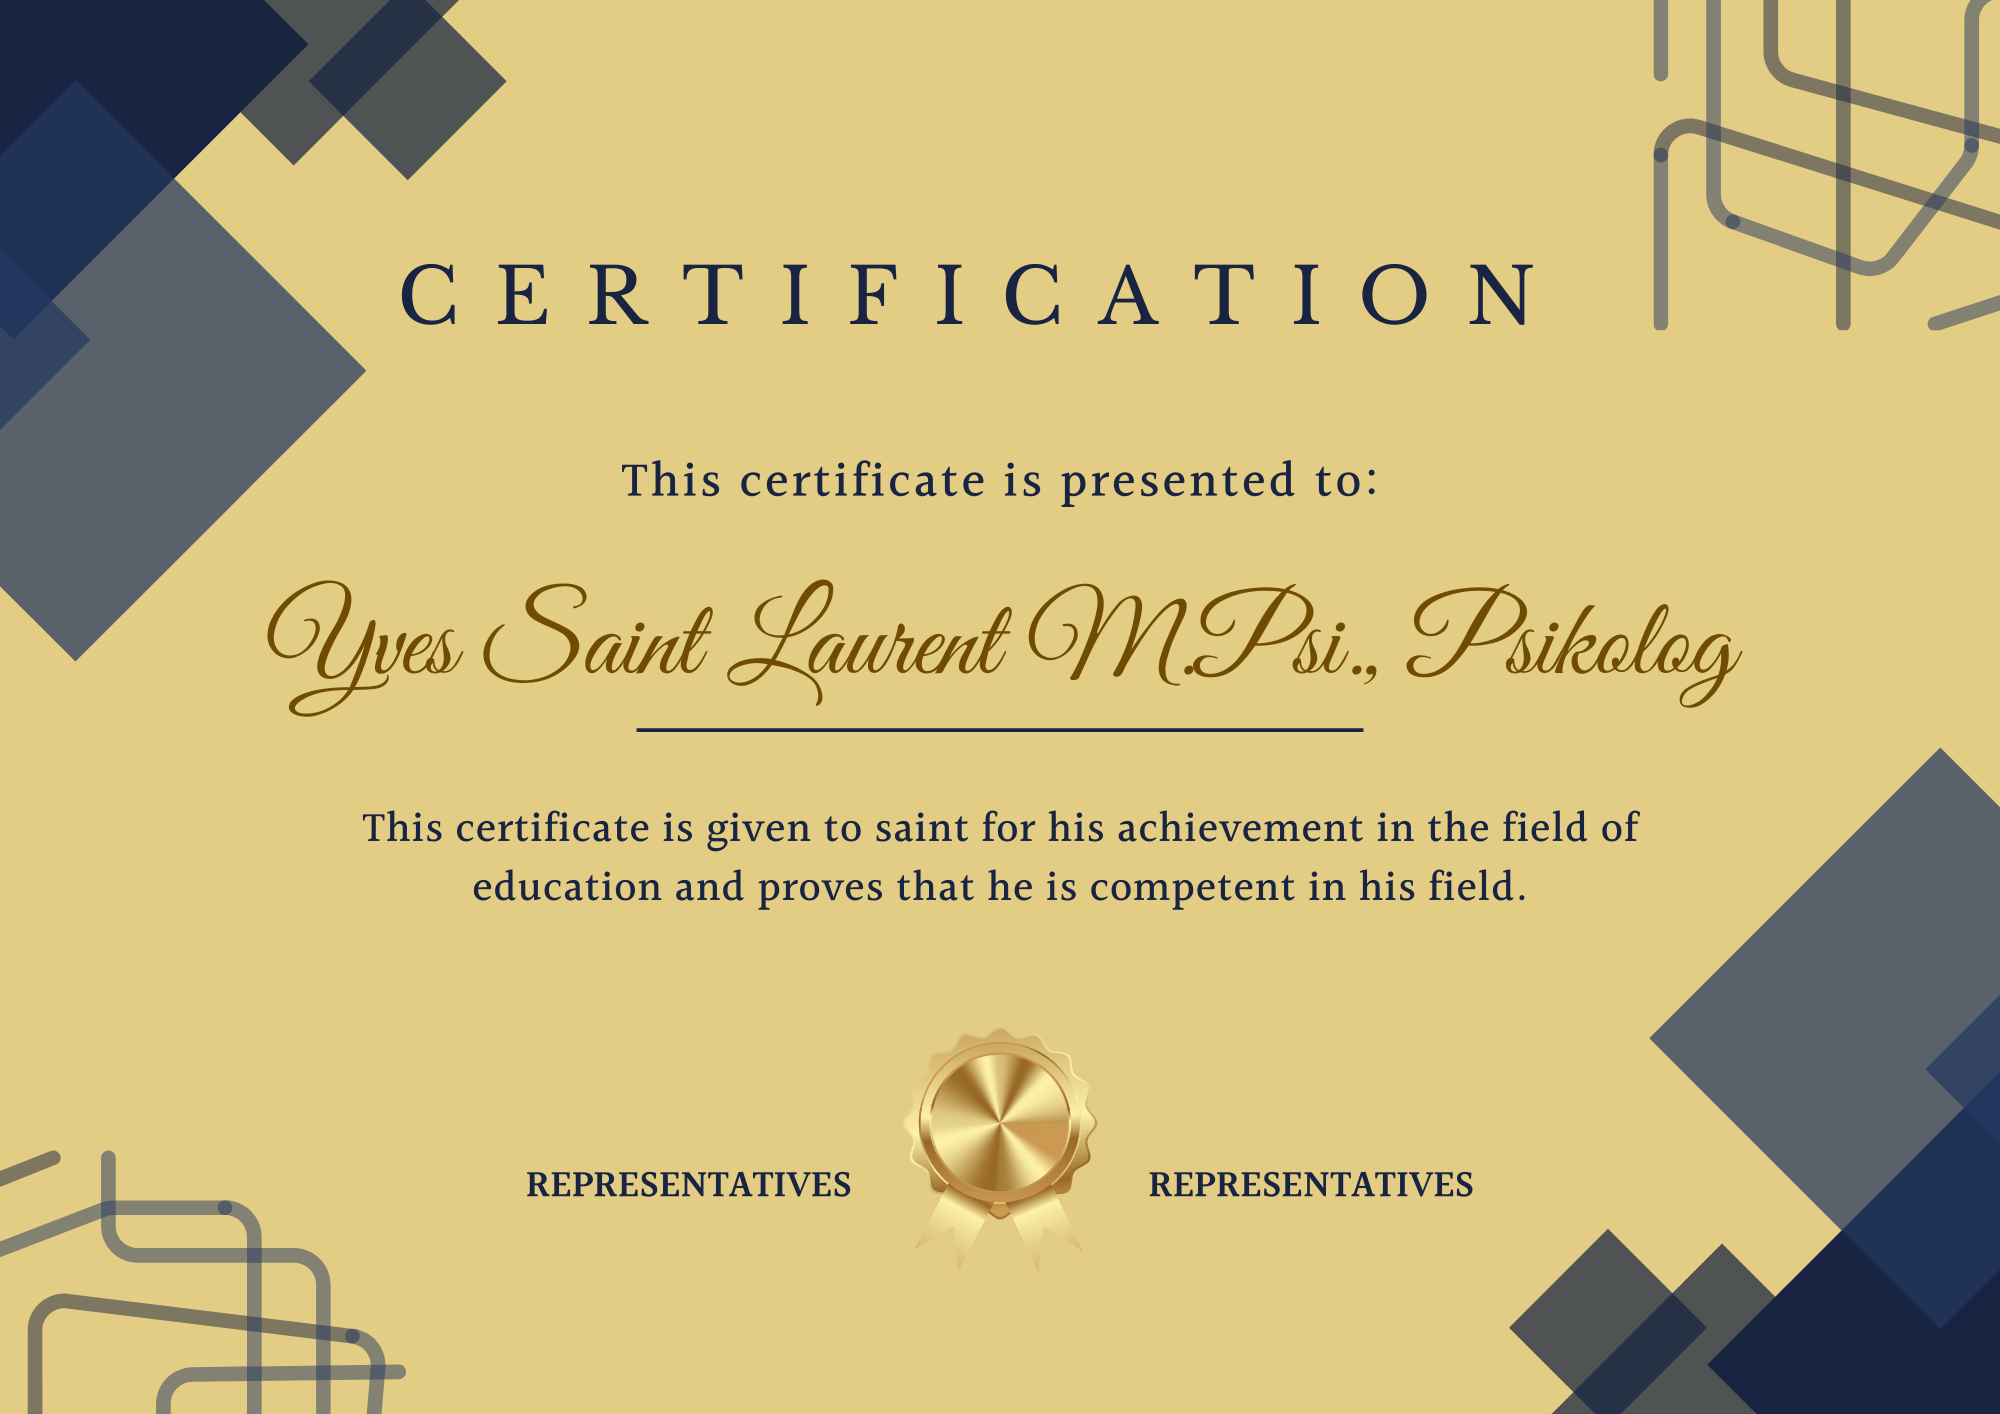 CERTIFICATION
This certificate is presented to:
Yves Saint Laurent M.Psi., Psikolog
This certificate is given to saint for his achievement in the field of
education and proves that he is competent in his field.
REPRESENTATIVES REPRESENTATIVES